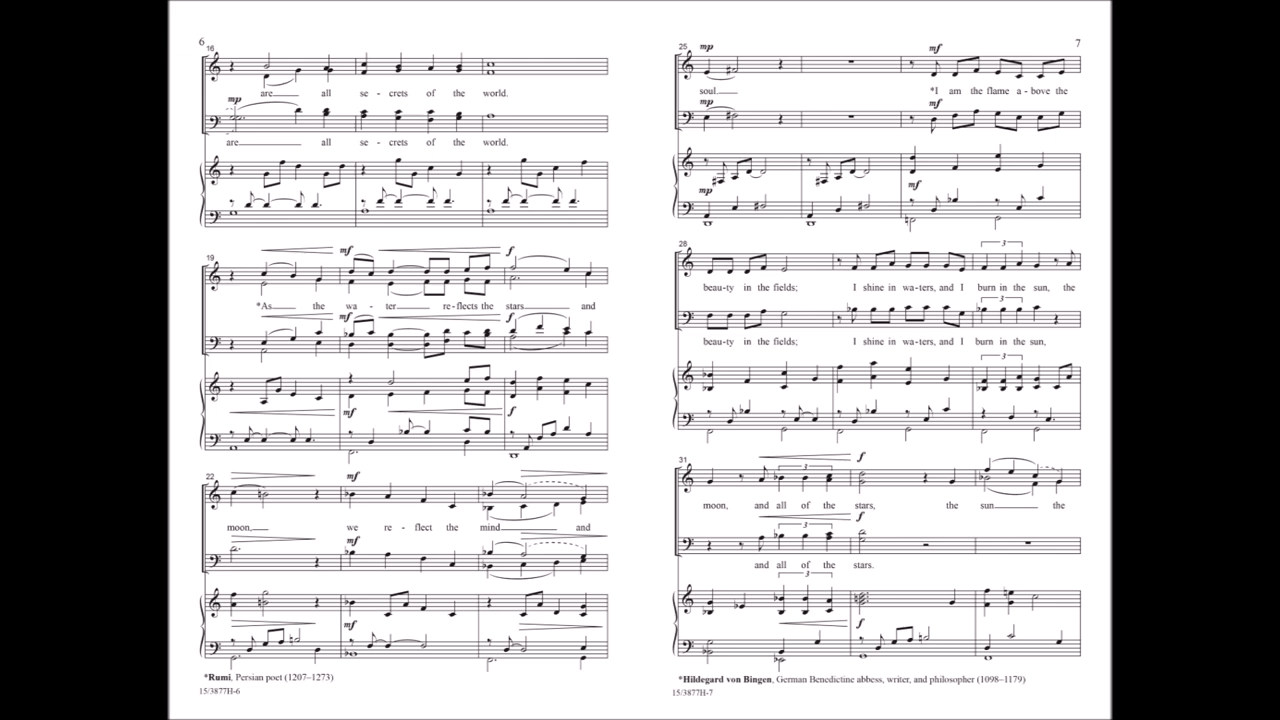 6
16
are all se - crets of the world.
mp
are all se - crets of the world.
19
mf f
*As the wa - ter re - flects the stars and
mf f
mf f
22
mf
moon, we re - flect the mind and
mf
mf
*Rumi, Persian poet (1207–1273)
15/3877H-6
7
25
mp mf
soul. *I am the flame a - bove the
mp mf
mp mf
28
3
beau-ty in the fields; I shine in wa-ters, and I burn in the sun, the
3
beau-ty in the fields; I shine in wa-ters, and I burn in the sun,
3
31
f
3
moon, and all of the stars, the sun the
f
3
and all of the stars.
3
f
*Hildegard von Bingen, German Benedictine abbess, writer, and philosopher (1098–1179)
15/3877H-7